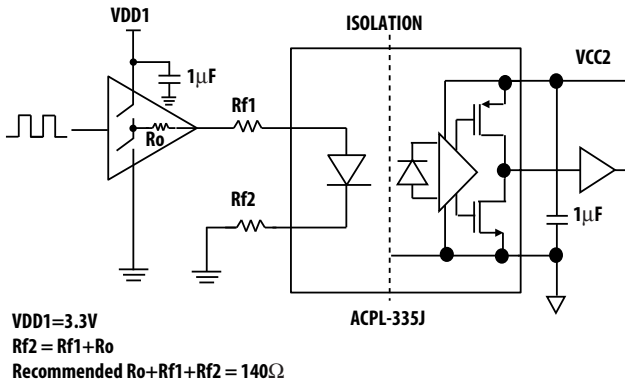 VDD1
ISOLATION
1μF
VCC2
Rf1
Ro
Rf2
1μF
ACPL-335J
VDD1=3.3V
Rf2 = Rf1+Ro
Recommended Ro+Rf1+Rf2 = 140Ω